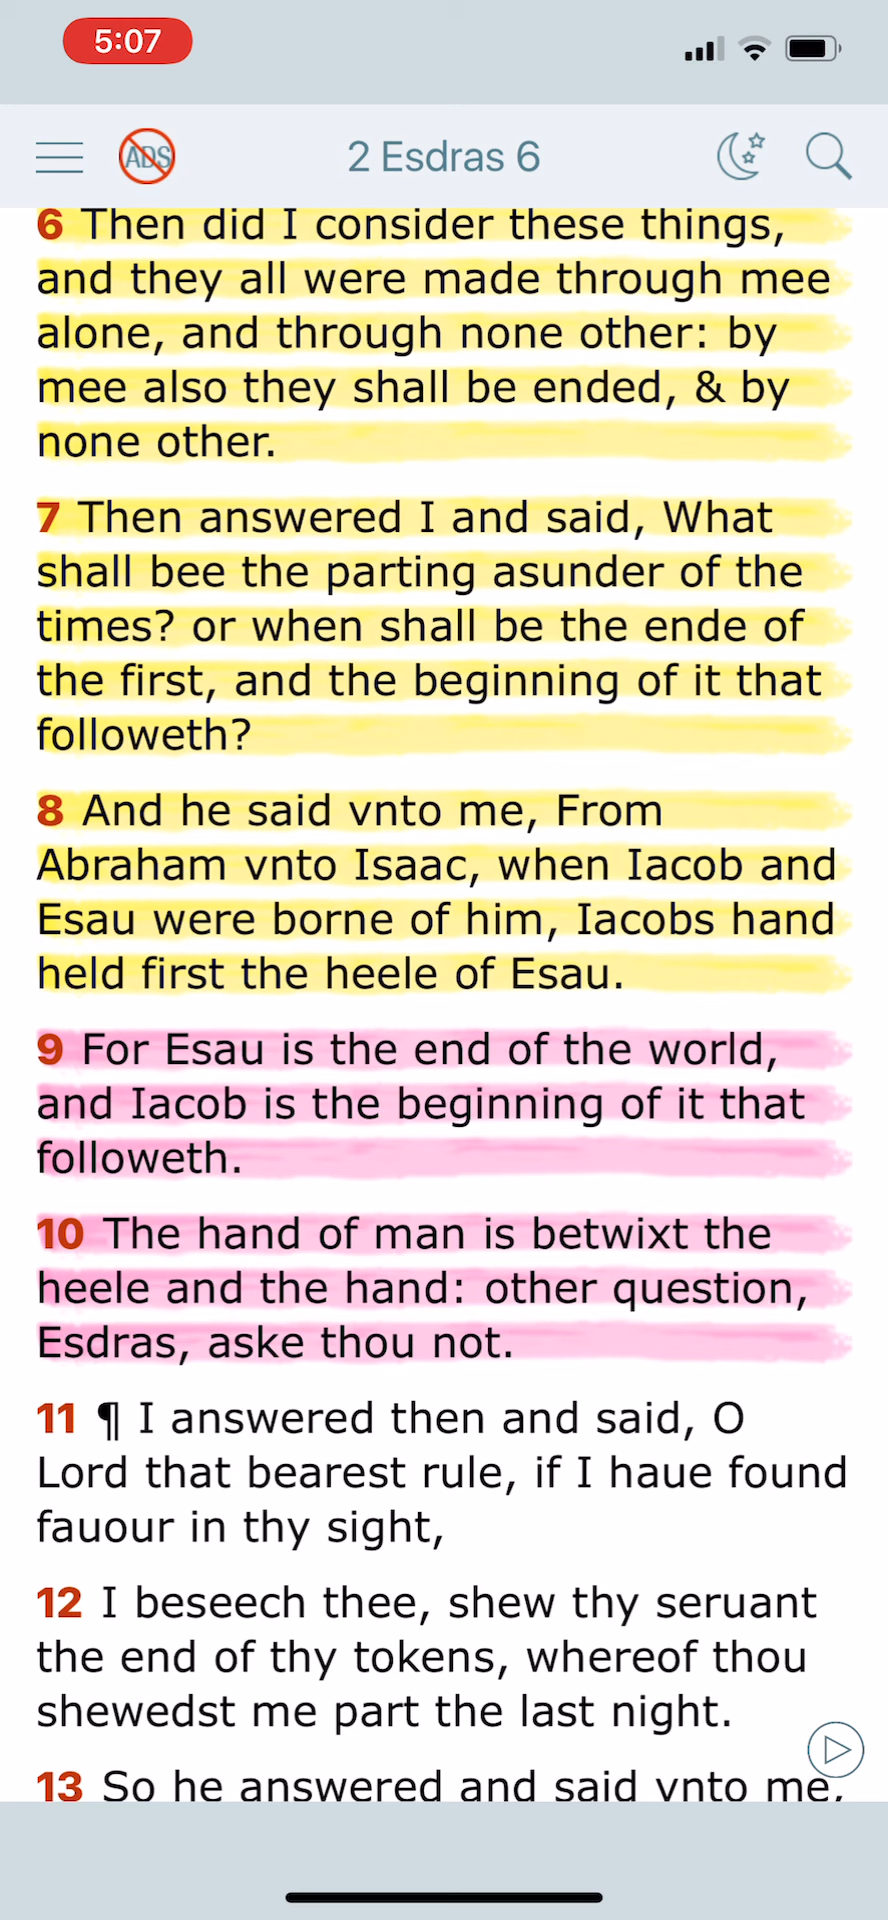 5:07
ADS
2 Esdras 6
6 Then did I consider these things,
and they all were made through mee
alone, and through none other: by
mee also they shall be ended, & by
none other.
7 Then answered I and said, What
shall bee the parting asunder of the
times? or when shall be the ende of
the first, and the beginning of it that
followeth?
8 And he said vnto me, From
Abraham vnto Isaac, when Iacob and
Esau were borne of him, Iacobs hand
held first the heele of Esau.
9 For Esau is the end of the world,
and Iacob is the beginning of it that
followeth.
10 The hand of man is betwixt the
heele and the hand: other question,
Esdras, aske thou not.
11 ¶ I answered then and said, O
Lord that bearest rule, if I haue found
fauour in thy sight,
12 I beseech thee, shew thy seruant
the end of thy tokens, whereof thou
shewedst me part the last night.
13 So he answered and said vnto me,